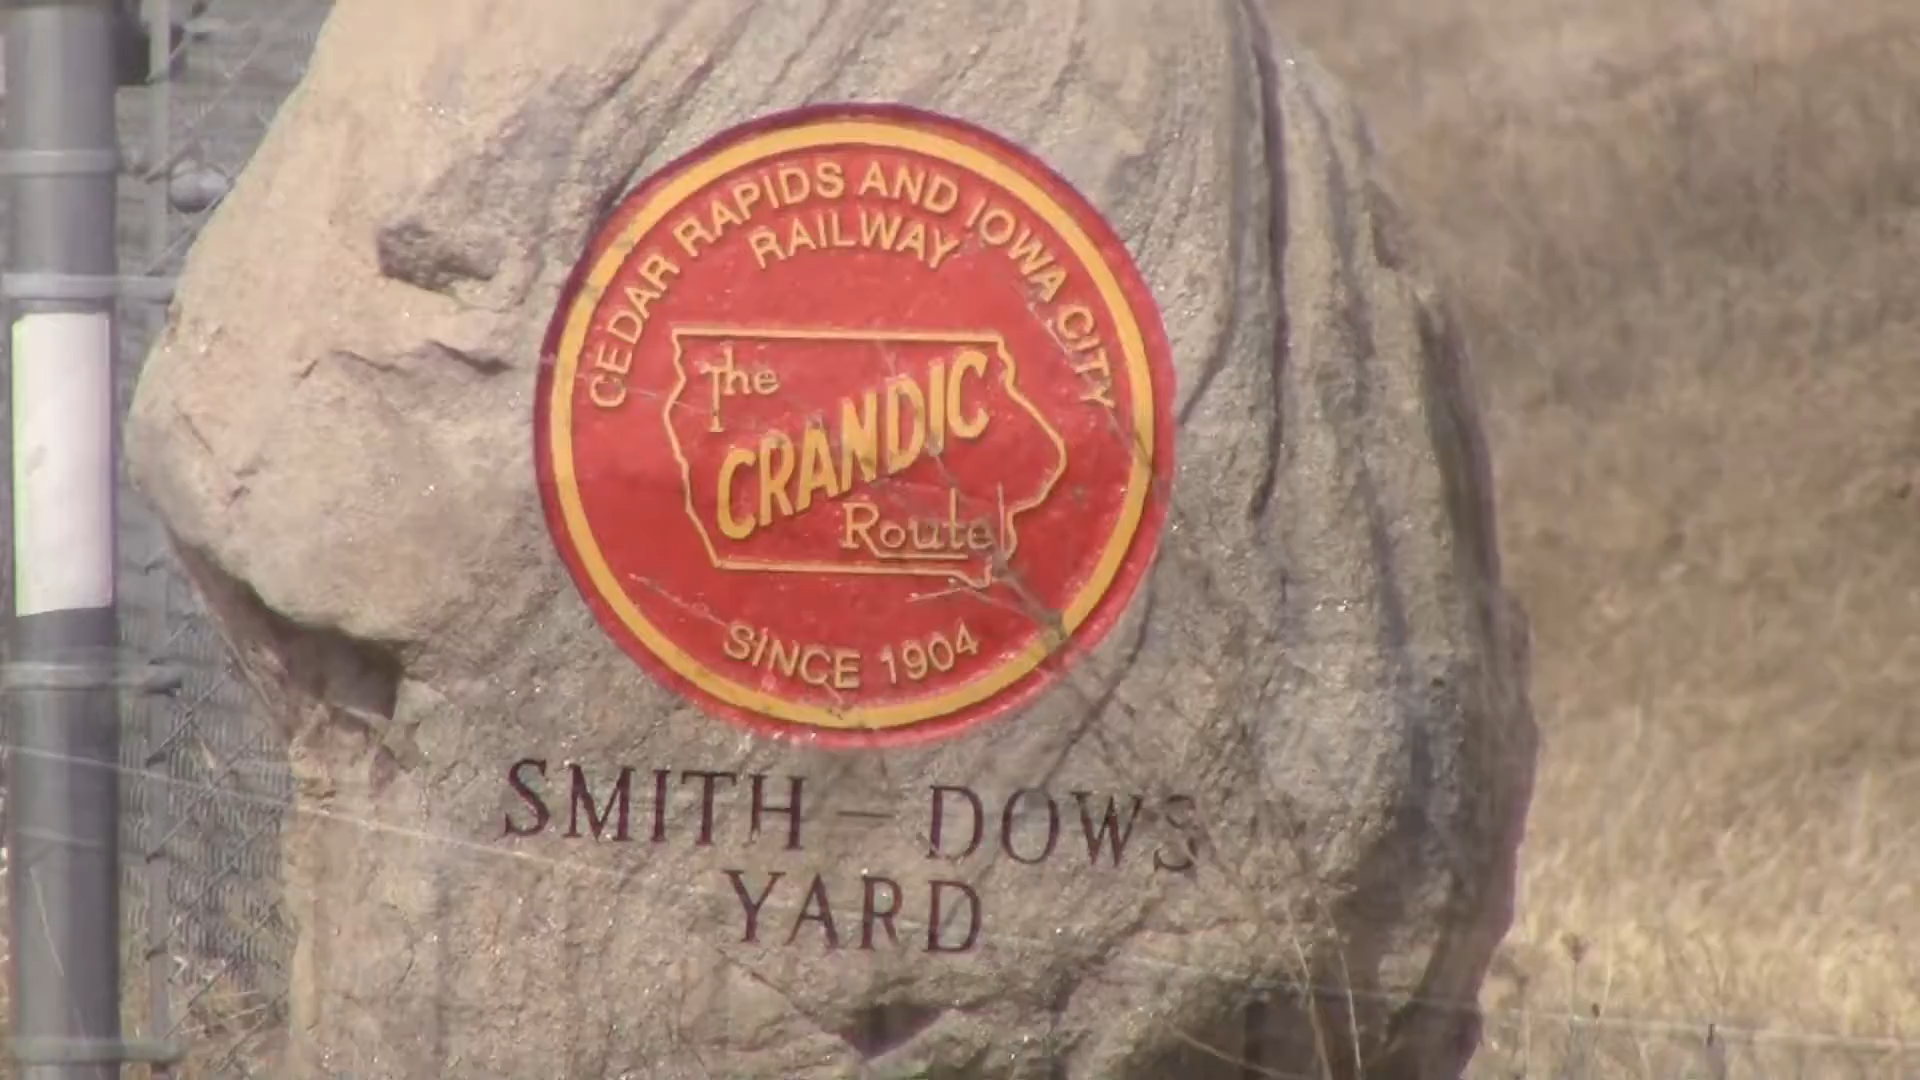 CEDAR RAPIDS AND IOWA CITY
RAILWAY
The
CRANDIC
Route
SINCE 1904
SMITH - DOWS
YARD